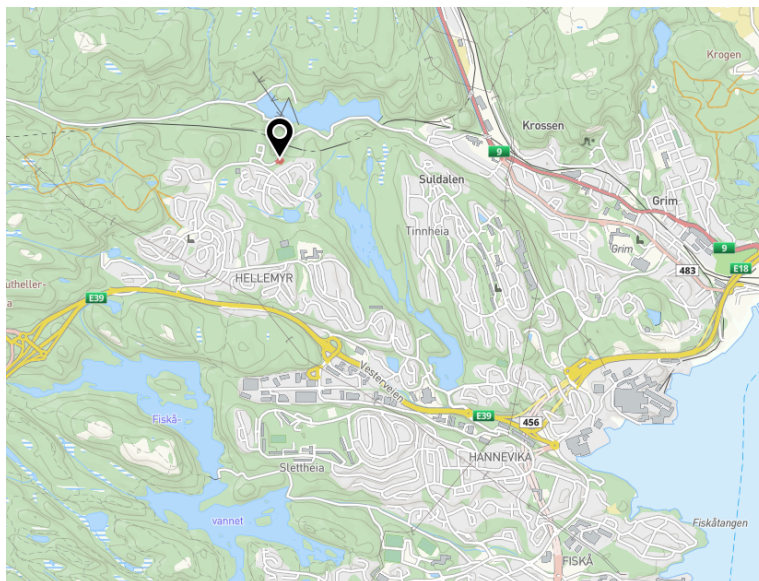 Krogen
Krossen
9
Suldalen
Grim
Tinnheia
Grim
9
E18
483
HELLEMYR
E39
Vesterveien
E39
456
Fiskå-
HANNEVIKA
Slettheia
vannet
Fiskåtangen
FISKÅ